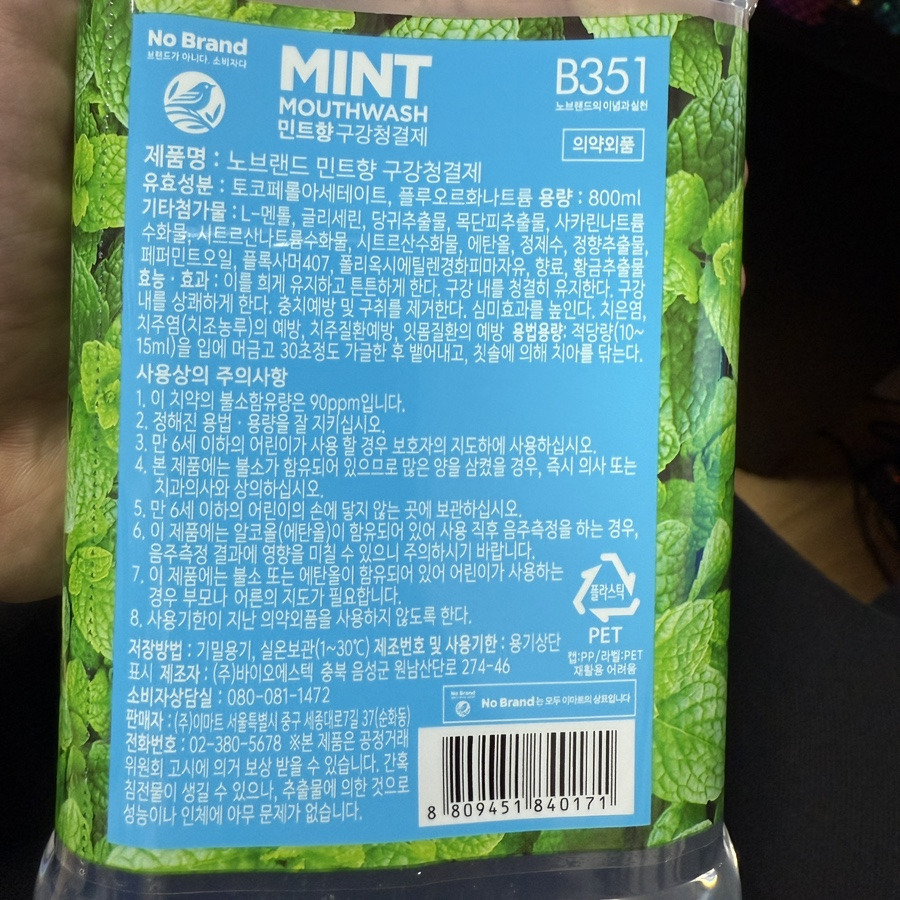 No Brand
브랜드가 아니다. 소비자다
MINT
MOUTHWASH
민트향 구강청결제
B351
노브랜드의 이념과 실천
의약외품
제품명 : 노브랜드 민트향 구강청결제
유효성분 : 토코페롤아세테이트, 플루오르화나트륨 용량 : 800ml
기타첨가물 : L-멘톨, 글리세린, 당귀추출물, 목단피추출물, 사카린나트륨
수화물, 시트르산나트륨수화물, 시트르산수화물, 에탄올, 정제수, 정향추출물,
페퍼민트오일, 폴록사머407, 폴리옥시에틸렌경화피마자유, 향료, 황금추출물
효능·효과 : 이를 희게 유지하고 튼튼하게 한다. 구강 내를 청결히 유지한다. 구강
내를 상쾌하게 한다. 충치예방 및 구취를 제거한다. 심미효과를 높인다. 치은염,
치주염(치조농루)의 예방, 치주질환예방, 잇몸질환의 예방 용법용량: 적당량(10~
15ml)을 입에 머금고 30초정도 가글한 후 뱉어내고, 칫솔에 의해 치아를 닦는다.
사용상의 주의사항
1. 이 치약의 불소함유량은 90ppm입니다.
2. 정해진 용법·용량을 잘 지키십시오.
3. 만 6세 이하의 어린이가 사용 할 경우 보호자의 지도하에 사용하십시오.
4. 본 제품에는 불소가 함유되어 있으므로 많은 양을 삼켰을 경우, 즉시 의사 또는
치과의사와 상의하십시오.
5. 만 6세 이하의 어린이의 손에 닿지 않는 곳에 보관하십시오.
6. 이 제품에는 알코올(에탄올)이 함유되어 있어 사용 직후 음주측정을 하는 경우,
음주측정 결과에 영향을 미칠 수 있으니 주의하시기 바랍니다.
7. 이 제품에는 불소 또는 에탄올이 함유되어 있어 어린이가 사용하는
경우 부모나 어른의 지도가 필요합니다.
8. 사용기한이 지난 의약외품을 사용하지 않도록 한다.
플라스틱
PET
캡:PP/라벨:PET
재활용 어려움
저장방법 : 기밀용기, 실온보관(1~30℃) 제조번호 및 사용기한 : 용기상단
표시 제조자 : (주)바이오에스텍 충북 음성군 원남산단로 274-46
소비자상담실 : 080-081-1472
판매자 : (주)이마트 서울특별시 중구 세종대로7길 37(순화동)
전화번호 : 02-380-5678 ※본 제품은 공정거래
위원회 고시에 의거 보상 받을 수 있습니다. 간혹
침전물이 생길 수 있으나, 추출물에 의한 것으로
성능이나 인체에 아무 문제가 없습니다.
No Brand
No Brand는 모두 이마트의 상표입니다
8 809451 840171